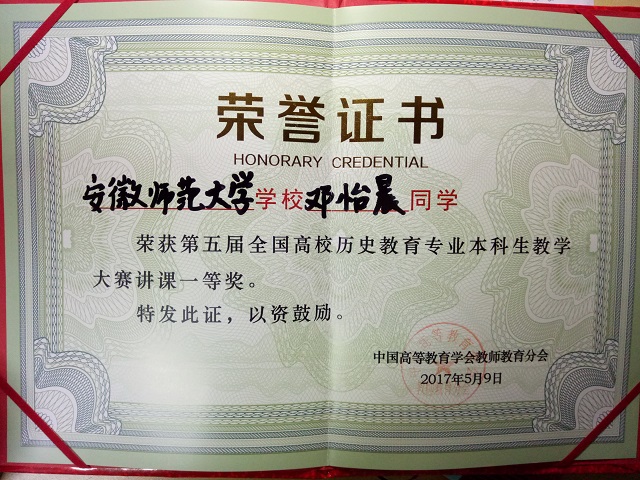 荣誉证书
HONORARY CREDENTIAL
安徽师范大学学校邓怡晨同学
荣获第五届全国高校历史教育专业本科生教学
大赛讲课一等奖。
特发此证，以资鼓励。
中国高等教育学会教师教育分会
2017年5月9日